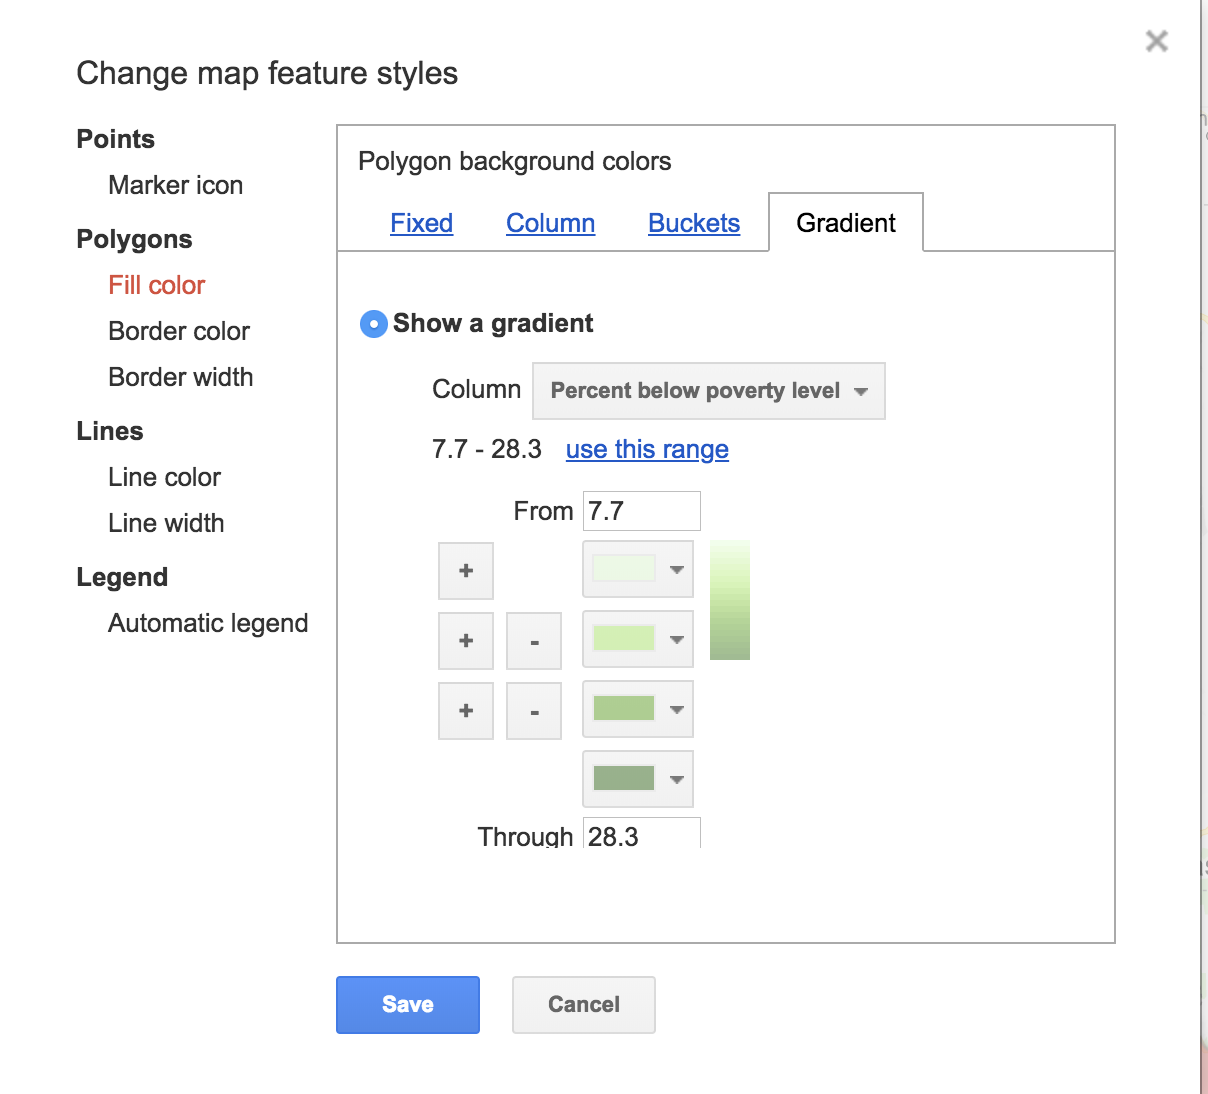 Change map feature styles
Points
Marker icon
Polygons
Fill color
Border color
Border width
Lines
Line color
Line width
Legend
Automatic legend
Polygon background colors
Fixed Column Buckets Gradient
Show a gradient
Column Percent below poverty level
7.7 - 28.3 use this range
From 7.7
+
+ -
+ -
Through 28.3
Save Cancel